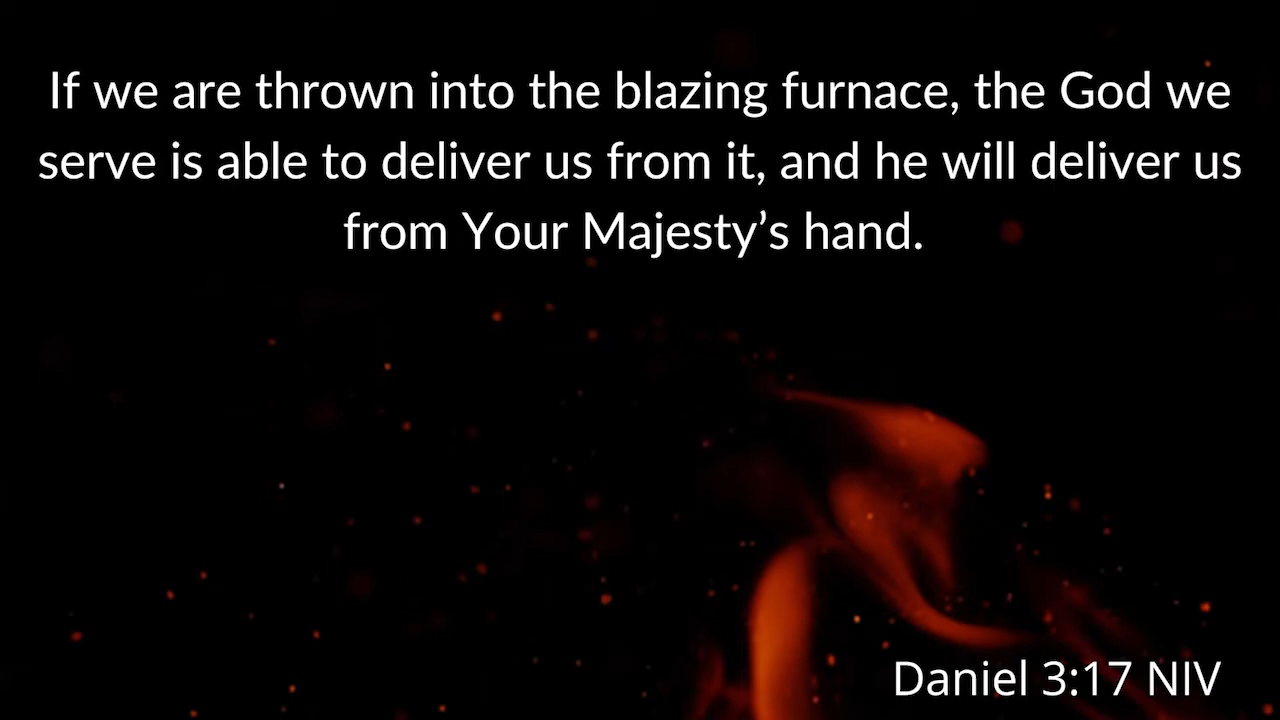 If we are thrown into the blazing furnace, the God we
serve is able to deliver us from it, and he will deliver us
from Your Majesty’s hand.
Daniel 3:17 NIV